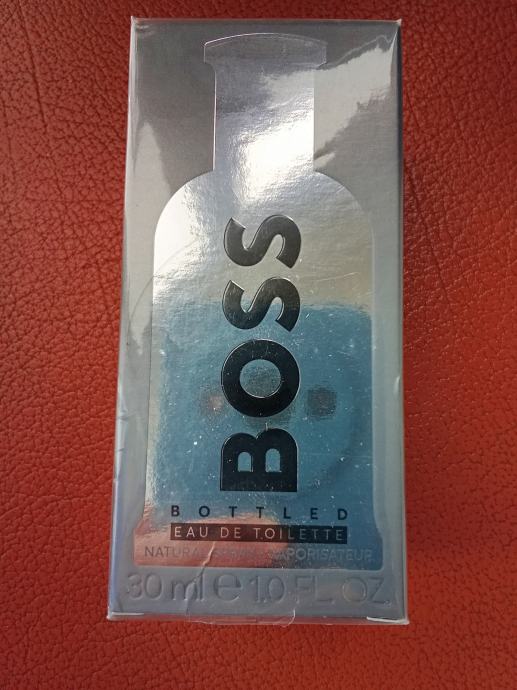 BOSS
BOTTLED
EAU DE TOILETTE
NATURAL SPRAY VAPORISATEUR
30 ml ℮ 1.0 FL. OZ.